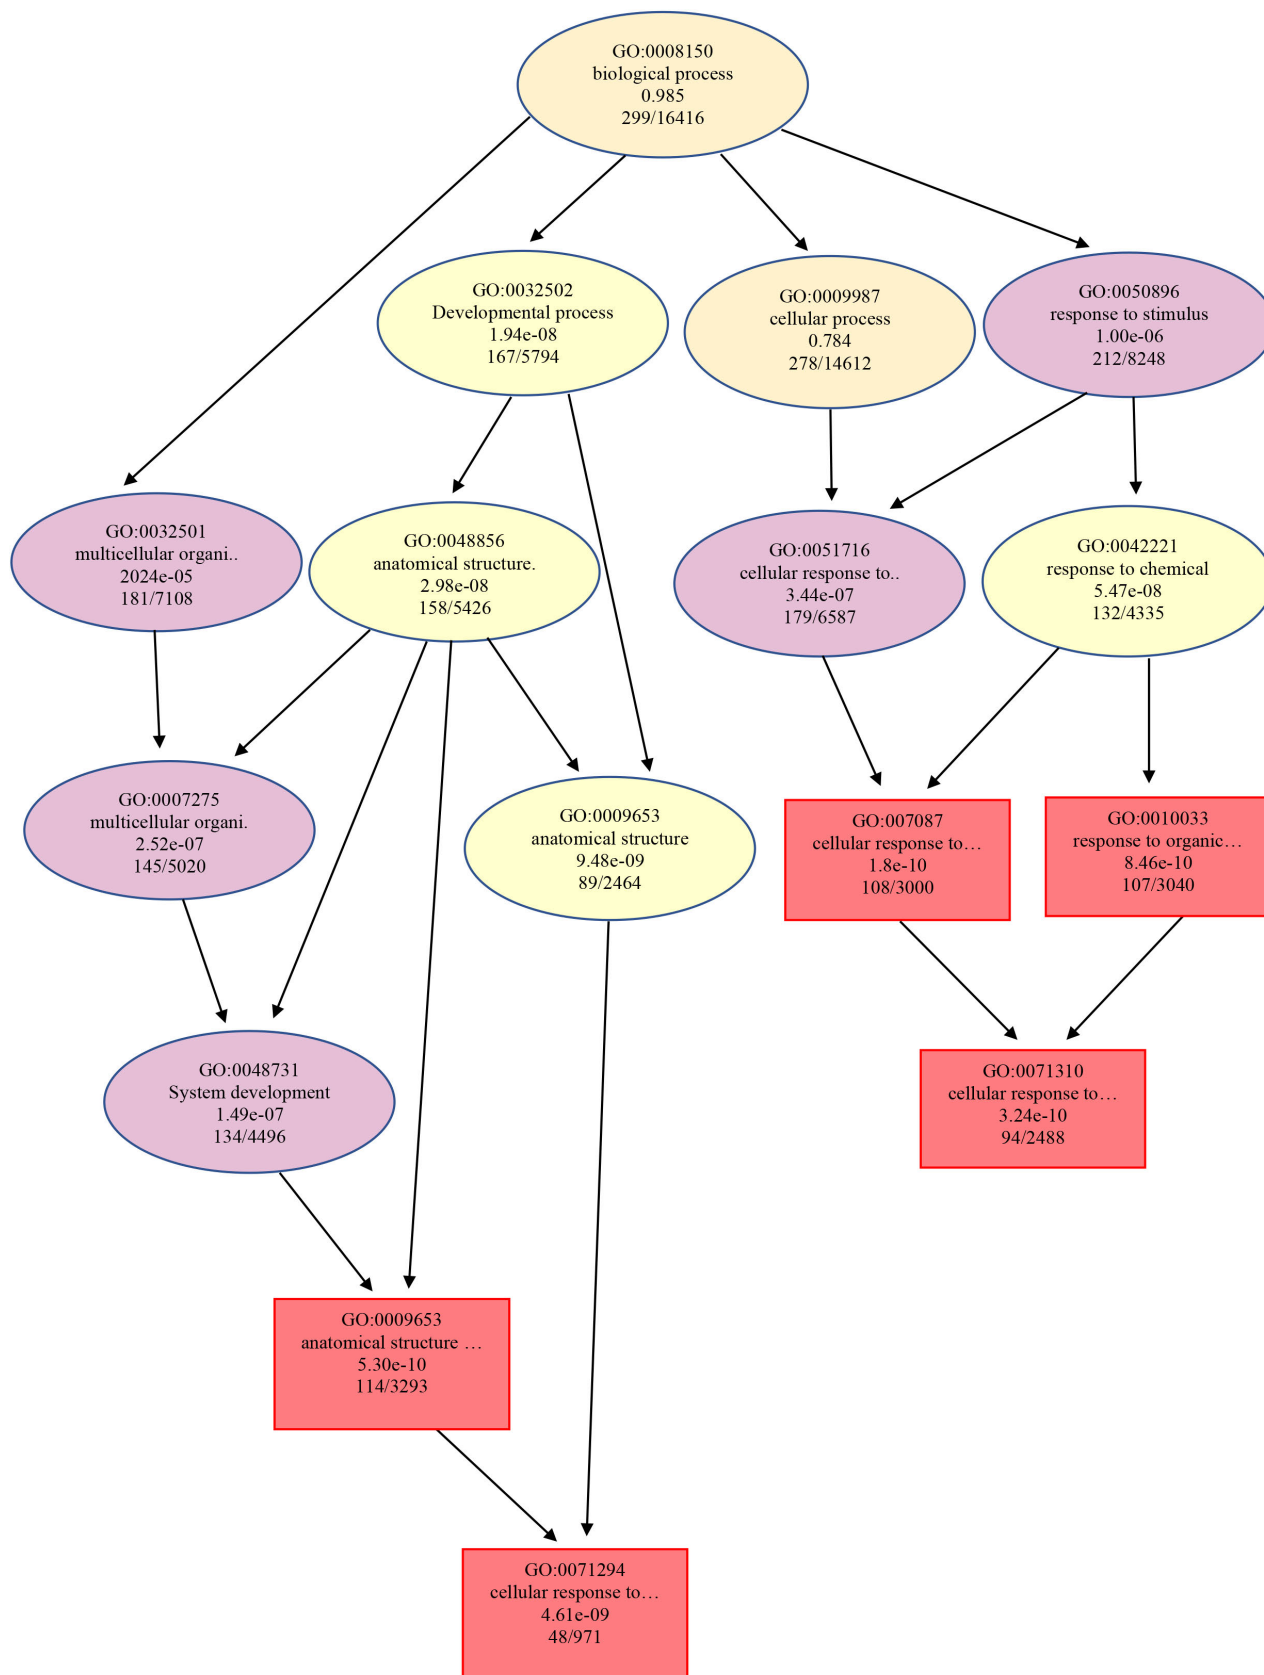 GO:0008150
biological process
0.985
299/16416
GO:0032502
Developmental process
1.94e-08
167/5794
GO:0009987
cellular process
0.784
278/14612
GO:0050896
response to stimulus
1.00e-06
212/8248
GO:0032501
multicellular organi..
2024e-05
181/7108
GO:0048856
anatomical structure.
2.98e-08
158/5426
GO:0051716
cellular response to..
3.44e-07
179/6587
GO:0042221
response to chemical
5.47e-08
132/4335
GO:0007275
multicellular organi.
2.52e-07
145/5020
GO:0009653
anatomical structure
9.48e-09
89/2464
GO:007087
cellular response to…
1.8e-10
108/3000
GO:0010033
response to organic…
8.46e-10
107/3040
GO:0048731
System development
1.49e-07
134/4496
GO:0071310
cellular response to…
3.24e-10
94/2488
GO:0009653
anatomical structure …
5.30e-10
114/3293
GO:0071294
cellular response to…
4.61e-09
48/971